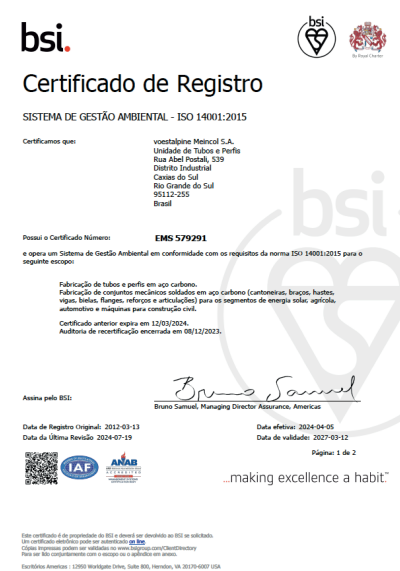 bsi.
bsi
By Royal Charter
Certificado de Registro
SISTEMA DE GESTÃO AMBIENTAL - ISO 14001:2015
Certificamos que:
voestalpine Meincol S.A.
Unidade de Tubos e Perfis
Rua Abel Postali, 539
Distrito Industrial
Caxias do Sul
Rio Grande do Sul
95112-255
Brasil
bsi
Possui o Certificado Número:
EMS 579291
e opera um Sistema de Gestão Ambiental em conformidade com os requisitos da norma ISO 14001:2015 para o
seguinte escopo:
Fabricação de tubos e perfis em aço carbono.
Fabricação de conjuntos mecânicos soldados em aço carbono (cantoneiras, braços, hastes,
vigas, bielas, flanges, reforços e articulações) para os segmentos de energia solar, agrícola,
automotivo e máquinas para construção civil.
Certificado anterior expira em 12/03/2024.
Auditoria de recertificação encerrada em 08/12/2023.
Bruno Samuel
Assina pelo BSI:
Bruno Samuel, Managing Director Assurance, Americas
Data de Registro Original: 2012-03-13
Data efetiva: 2024-04-05
Data da Última Revisão 2024-07-19
Data de validade: 2027-03-12
Página: 1 de 2
IAF
ANAB
ACCREDITED
...making excellence a habit.™
Este certificado é de propriedade do BSI e deverá ser devolvido ao BSI se solicitado.
Um certificado eletrônico pode ser autenticado on line.
Cópias impressas podem ser validadas no www.bsigroup.com/ClientDirectory
Para ser lido conjuntamente com o escopo ou o apêndice em anexo.
Escritórios Americas : 12950 Worldgate Drive, Suite 800, Herndon, VA 20170-6007 USA